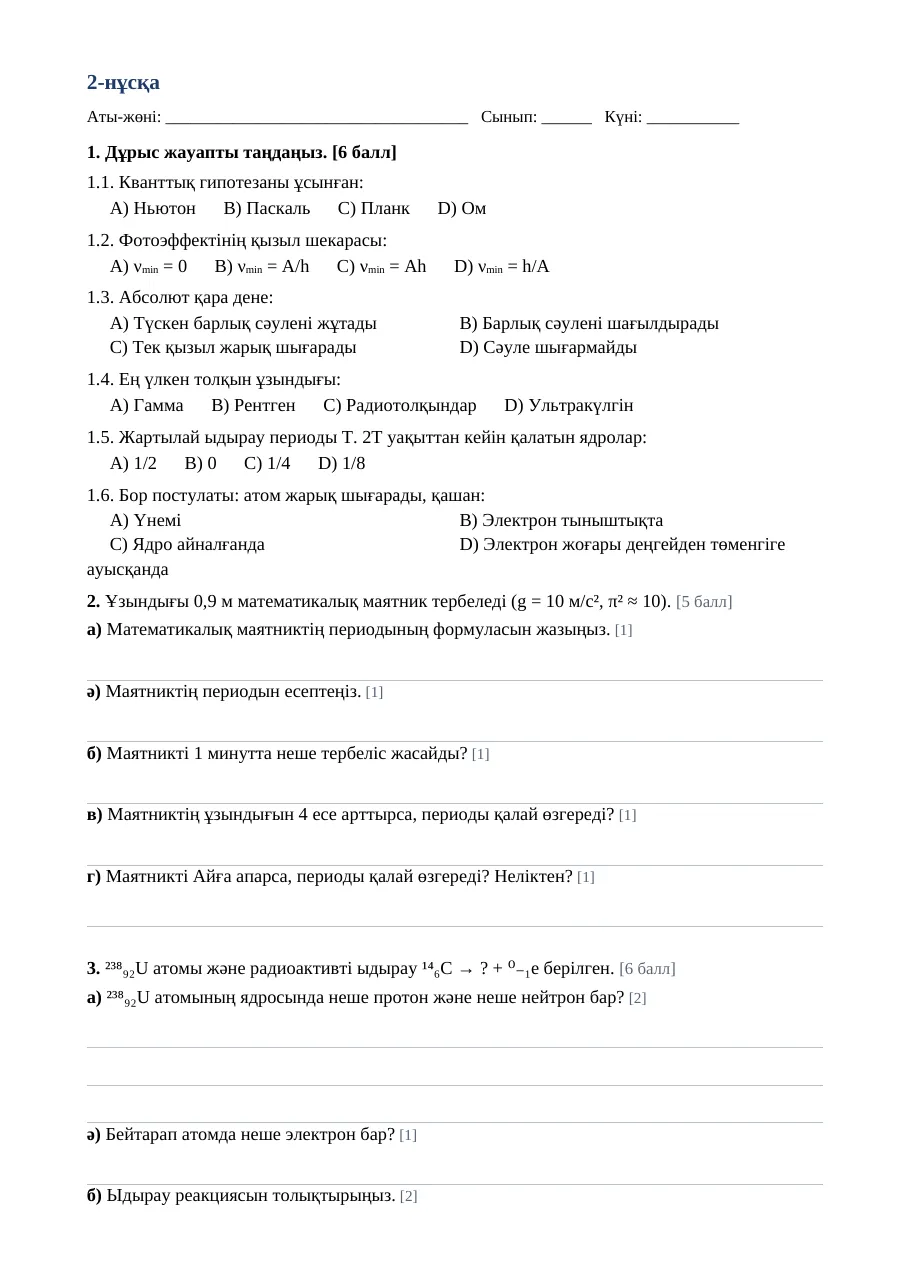 2-нұсқа
Аты-жөні: ____________________________________ Сынып: ______ Күні: ___________
1. Дұрыс жауапты таңдаңыз. [6 балл]
1.1. Кванттық гипотезаны ұсынған:
A) Ньютон B) Паскаль C) Планк D) Ом
1.2. Фотоэффектінің қызыл шекарасы:
A) νₘᵢₙ = 0 B) νₘᵢₙ = A/h C) νₘᵢₙ = Ah D) νₘᵢₙ = h/A
1.3. Абсолют қара дене:
A) Түскен барлық сәулені жұтады B) Барлық сәулені шағылдырады
C) Тек қызыл жарық шығарады D) Сәуле шығармайды
1.4. Ең үлкен толқын ұзындығы:
A) Гамма B) Рентген C) Радиотолқындар D) Ультракүлгін
1.5. Жартылай ыдырау периоды T. 2T уақыттан кейін қалатын ядролар:
A) 1/2 B) 0 C) 1/4 D) 1/8
1.6. Бор постулаты: атом жарық шығарады, қашан:
A) Үнемі B) Электрон тыныштықта
C) Ядро айналғанда D) Электрон жоғары деңгейден төменгіге
ауысқанда
2. Ұзындығы 0,9 м математикалық маятник тербеледі (g = 10 м/с², π² ≈ 10). [5 балл]
а) Математикалық маятниктің периодының формуласын жазыңыз. [1]
ә) Маятниктің периодын есептеңіз. [1]
б) Маятникті 1 минутта неше тербеліс жасайды? [1]
в) Маятниктің ұзындығын 4 есе арттырса, периоды қалай өзгереді? [1]
г) Маятникті Айға апарса, периоды қалай өзгереді? Неліктен? [1]
3. ²³⁸₉₂U атомы және радиоактивті ыдырау ¹⁴₆C → ? + ⁰₋₁e берілген. [6 балл]
а) ²³⁸₉₂U атомының ядросында неше протон және неше нейтрон бар? [2]
ә) Бейтарап атомда неше электрон бар? [1]
б) Ыдырау реакциясын толықтырыңыз. [2]